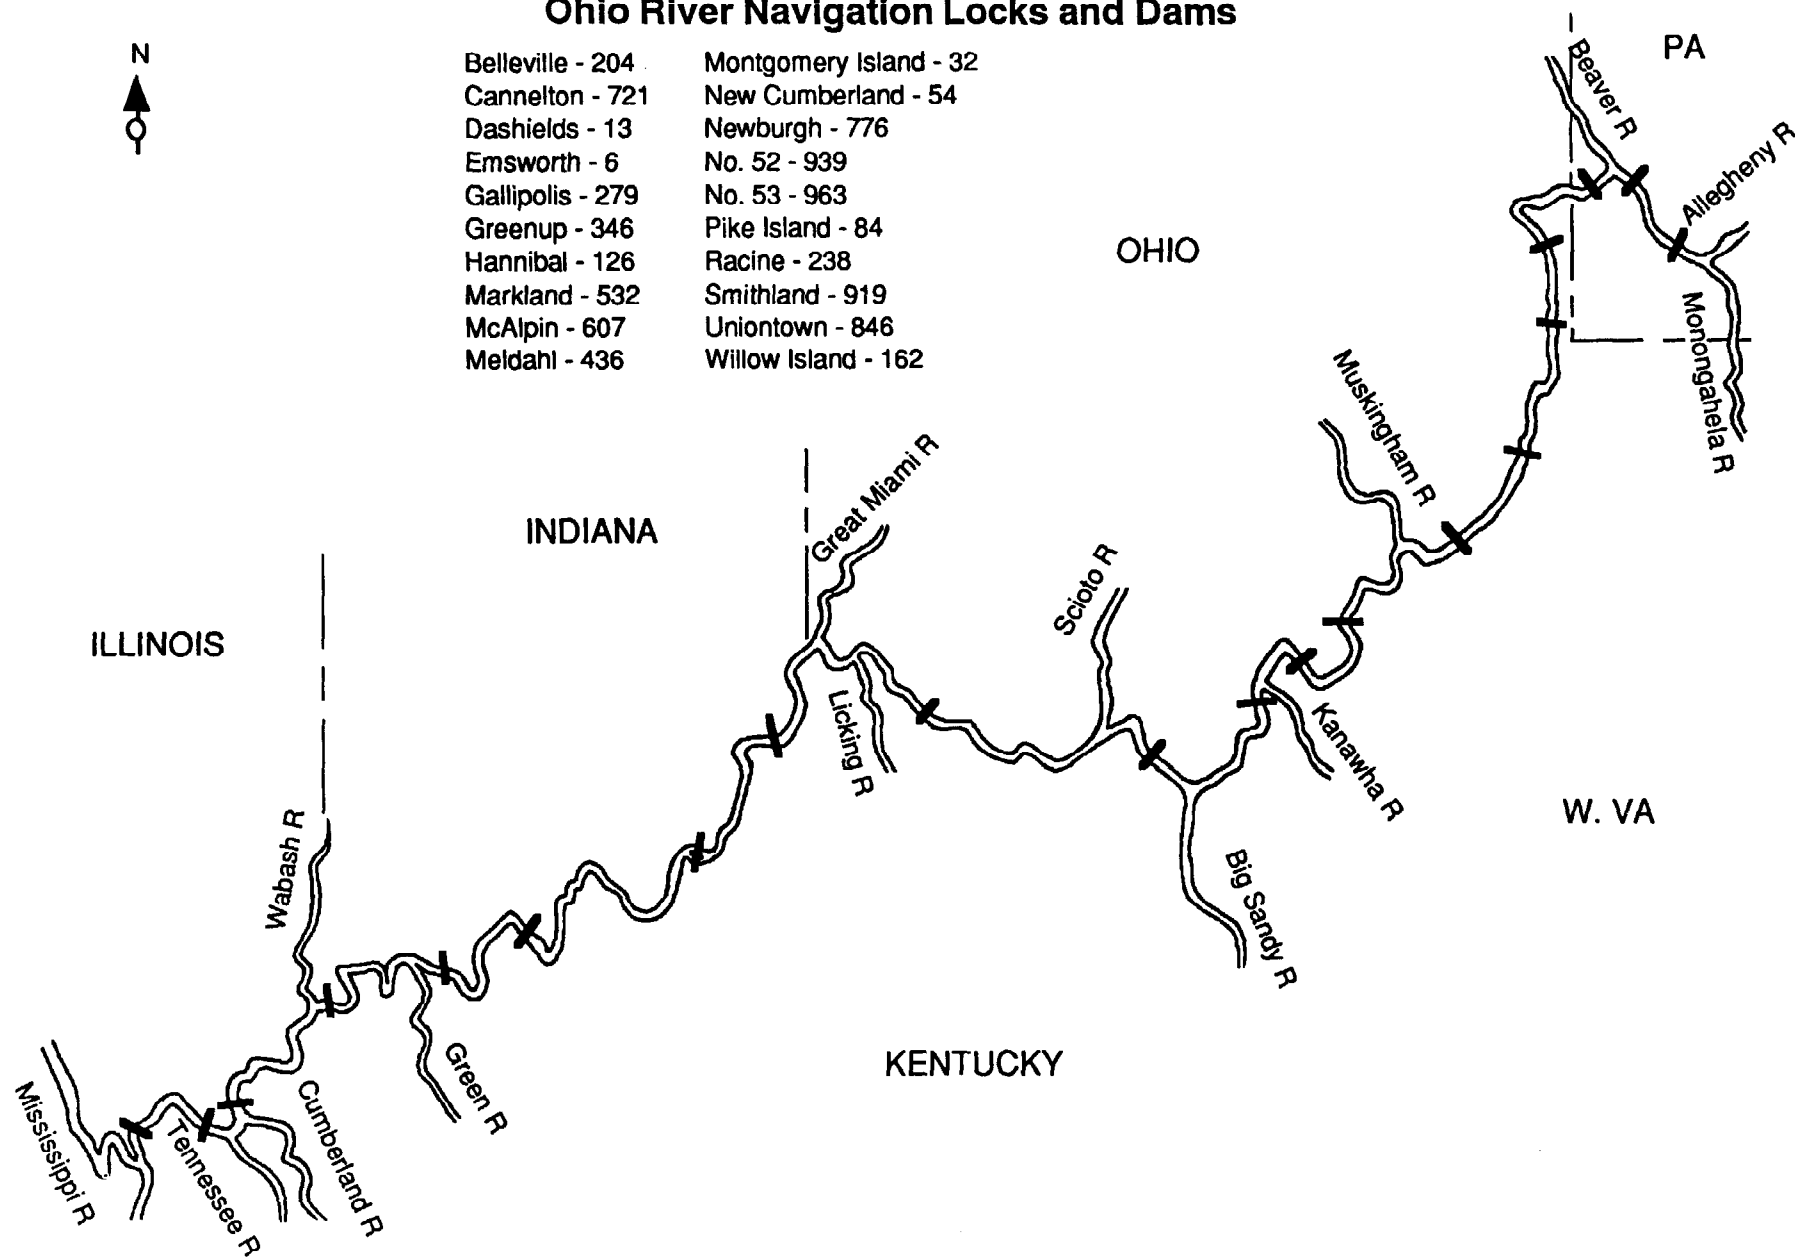 Ohio River Navigation Locks and Dams
N
Belleville - 204
Cannelton - 721
Dashields - 13
Emsworth - 6
Gallipolis - 279
Greenup - 346
Hannibal - 126
Markland - 532
McAlpin - 607
Meldahl - 436
Montgomery Island - 32
New Cumberland - 54
Newburgh - 776
No. 52 - 939
No. 53 - 963
Pike Island - 84
Racine - 238
Smithland - 919
Uniontown - 846
Willow Island - 162
PA
Beaver R
Allegheny R
OHIO
Monongahela R
Muskingham R
Great Miami R
INDIANA
Scioto R
ILLINOIS
Licking R
Kanawha R
W. VA
Wabash R
Big Sandy R
KENTUCKY
Green R
Mississippi R
Tennessee R
Cumberland R